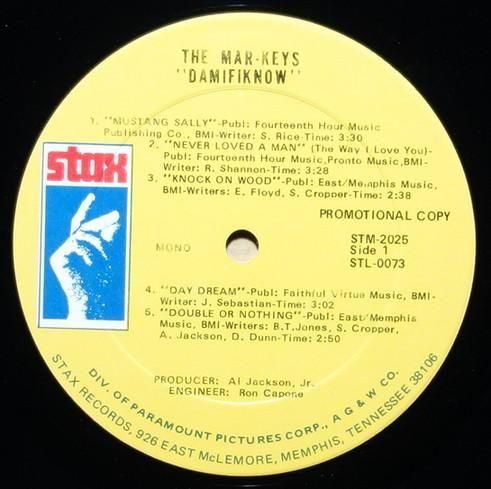 THE MAR-KEYS
"DAMIFIKNOW"
1. "MUSTANG SALLY"-Publ: Fourteenth Hour Music
Publishing Co., BMI-Writer: S. Rice-Time: 3:30
2. "NEVER LOVED A MAN" (The Way I Love You)-
Publ: Fourteenth Hour Music,Pronto Music,BMI-
Writer: R. Shannon-Time: 3:28
3. "KNOCK ON WOOD"-Publ: East/Memphis Music,
BMI-Writers: E. Floyd, S. Cropper-Time: 2:38
stax
PROMOTIONAL COPY
MONO
STM-2025
Side 1
STL-0073
4. "DAY DREAM"-Publ: Faithful Virtue Music, BMI-
Writer: J. Sebastian-Time: 3:02
5. "DOUBLE OR NOTHING"-Publ: East/Memphis
Music, BMI-Writers: B.T.Jones, S. Cropper,
A. Jackson, D. Dunn-Time: 2:50
PRODUCER: Al Jackson, Jr.
ENGINEER: Ron Capone
DIV. OF PARAMOUNT PICTURES CORP., A G & W CO.
STAX RECORDS, 926 EAST McLEMORE, MEMPHIS, TENNESSEE 38106